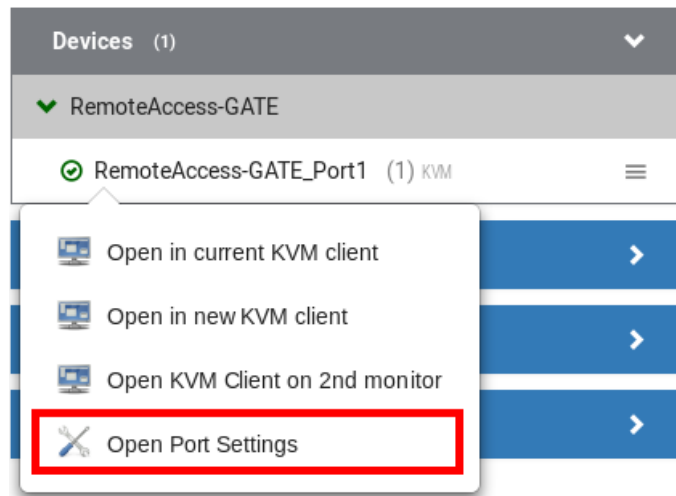 Devices (1)
RemoteAccess-GATE
RemoteAccess-GATE_Port1 (1) KVM
Open in current KVM client
Open in new KVM client
Open KVM Client on 2nd monitor
Open Port Settings